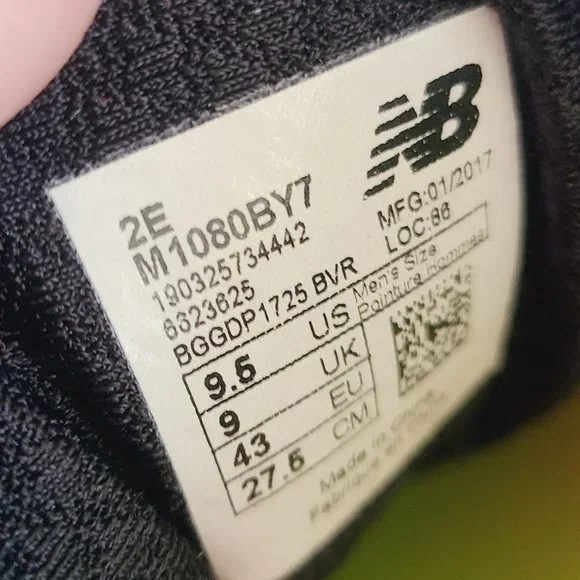 NB
2E
M1080BY7
190325734442
6323625
BGGDP1725 BVR
MFG:01/2017
LOC:86
Men's Size
Pointure Hommes
9.5 US
9 UK
43 EU
27.5 CM
Made in China
Fabriqué en Chine